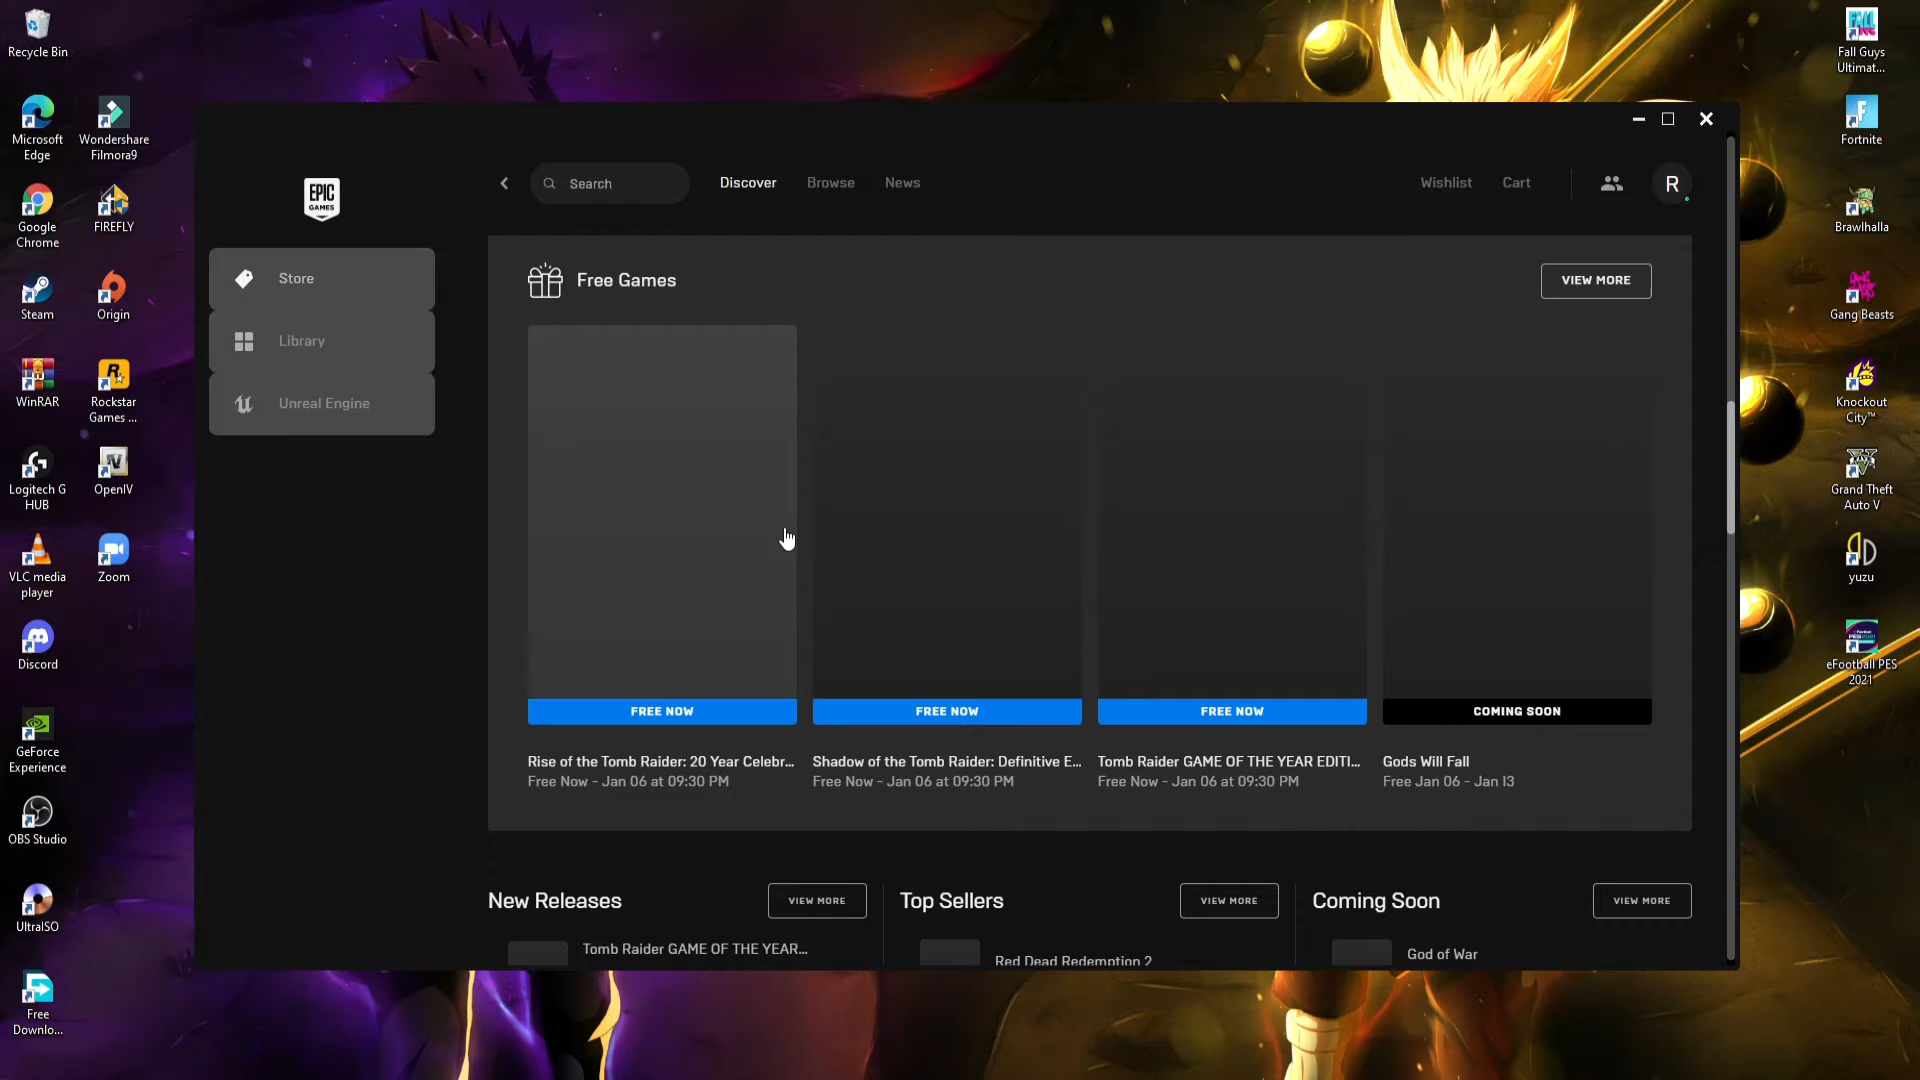 Recycle Bin
Microsoft
Edge
Wondershare
Filmora9
Google
Chrome
FIREFLY
Steam
Origin
WinRAR
Rockstar
Games ...
Logitech G
HUB
OpenIV
VLC media
player
Zoom
Discord
GeForce
Experience
OBS Studio
UltraISO
Free
Downlo...
EPIC
GAMES
Store
Library
Unreal Engine
Search
Discover
Browse
News
Wishlist
Cart
R
Free Games
VIEW MORE
FREE NOW
FREE NOW
FREE NOW
COMING SOON
Rise of the Tomb Raider: 20 Year Celebr...
Free Now - Jan 06 at 09:30 PM
Shadow of the Tomb Raider: Definitive E...
Free Now - Jan 06 at 09:30 PM
Tomb Raider GAME OF THE YEAR EDITI...
Free Now - Jan 06 at 09:30 PM
Gods Will Fall
Free Jan 06 - Jan 13
New Releases
VIEW MORE
Tomb Raider GAME OF THE YEAR...
Top Sellers
VIEW MORE
Red Dead Redemption 2
Coming Soon
VIEW MORE
God of War
Fall Guys
Ultimat...
Fortnite
Brawlhalla
Gang Beasts
Knockout
City™
Grand Theft
Auto V
yuzu
eFootball PES
2021